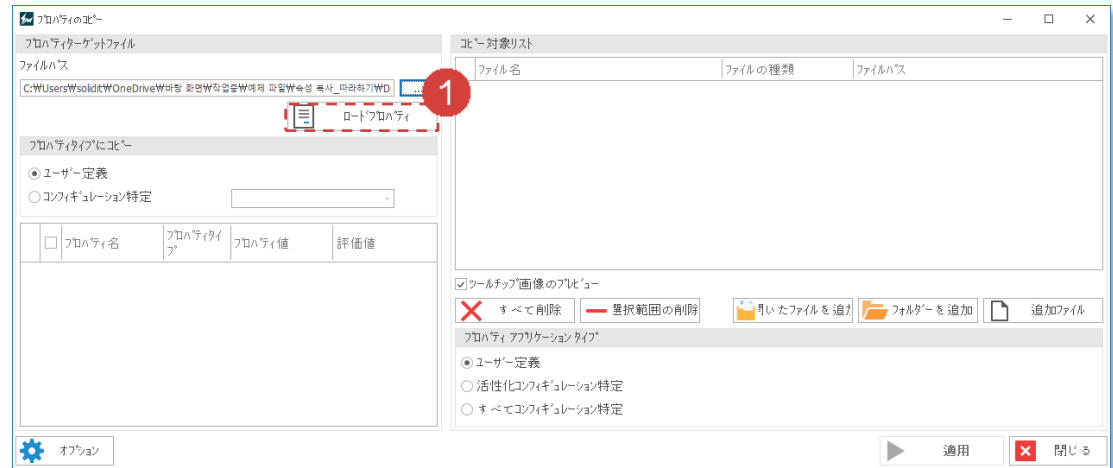 プロパティのコピー
プロパティターゲットファイル
ファイルパス
C:₩Users₩solidit₩OneDrive₩바탕 화면₩작업중₩예제 파일₩속성 복사_따라하기₩D
...
1
ロードプロパティ
プロパティタイプにコピー
ユーザー定義
コンフィギュレーション特定
プロパティ名
プロパティタイ
プ
プロパティ値
評価値
コピー対象リスト
ファイル名
ファイルの種類
ファイルパス
ツールチップ画像のプレビュー
すべて削除
選択範囲の削除
いたファイルを追
フォルダーを追加
追加ファイル
プロパティ アプリケーション タイプ
ユーザー定義
活性化コンフィギュレーション特定
すべてコンフィギュレーション特定
オプション
適用
閉じる